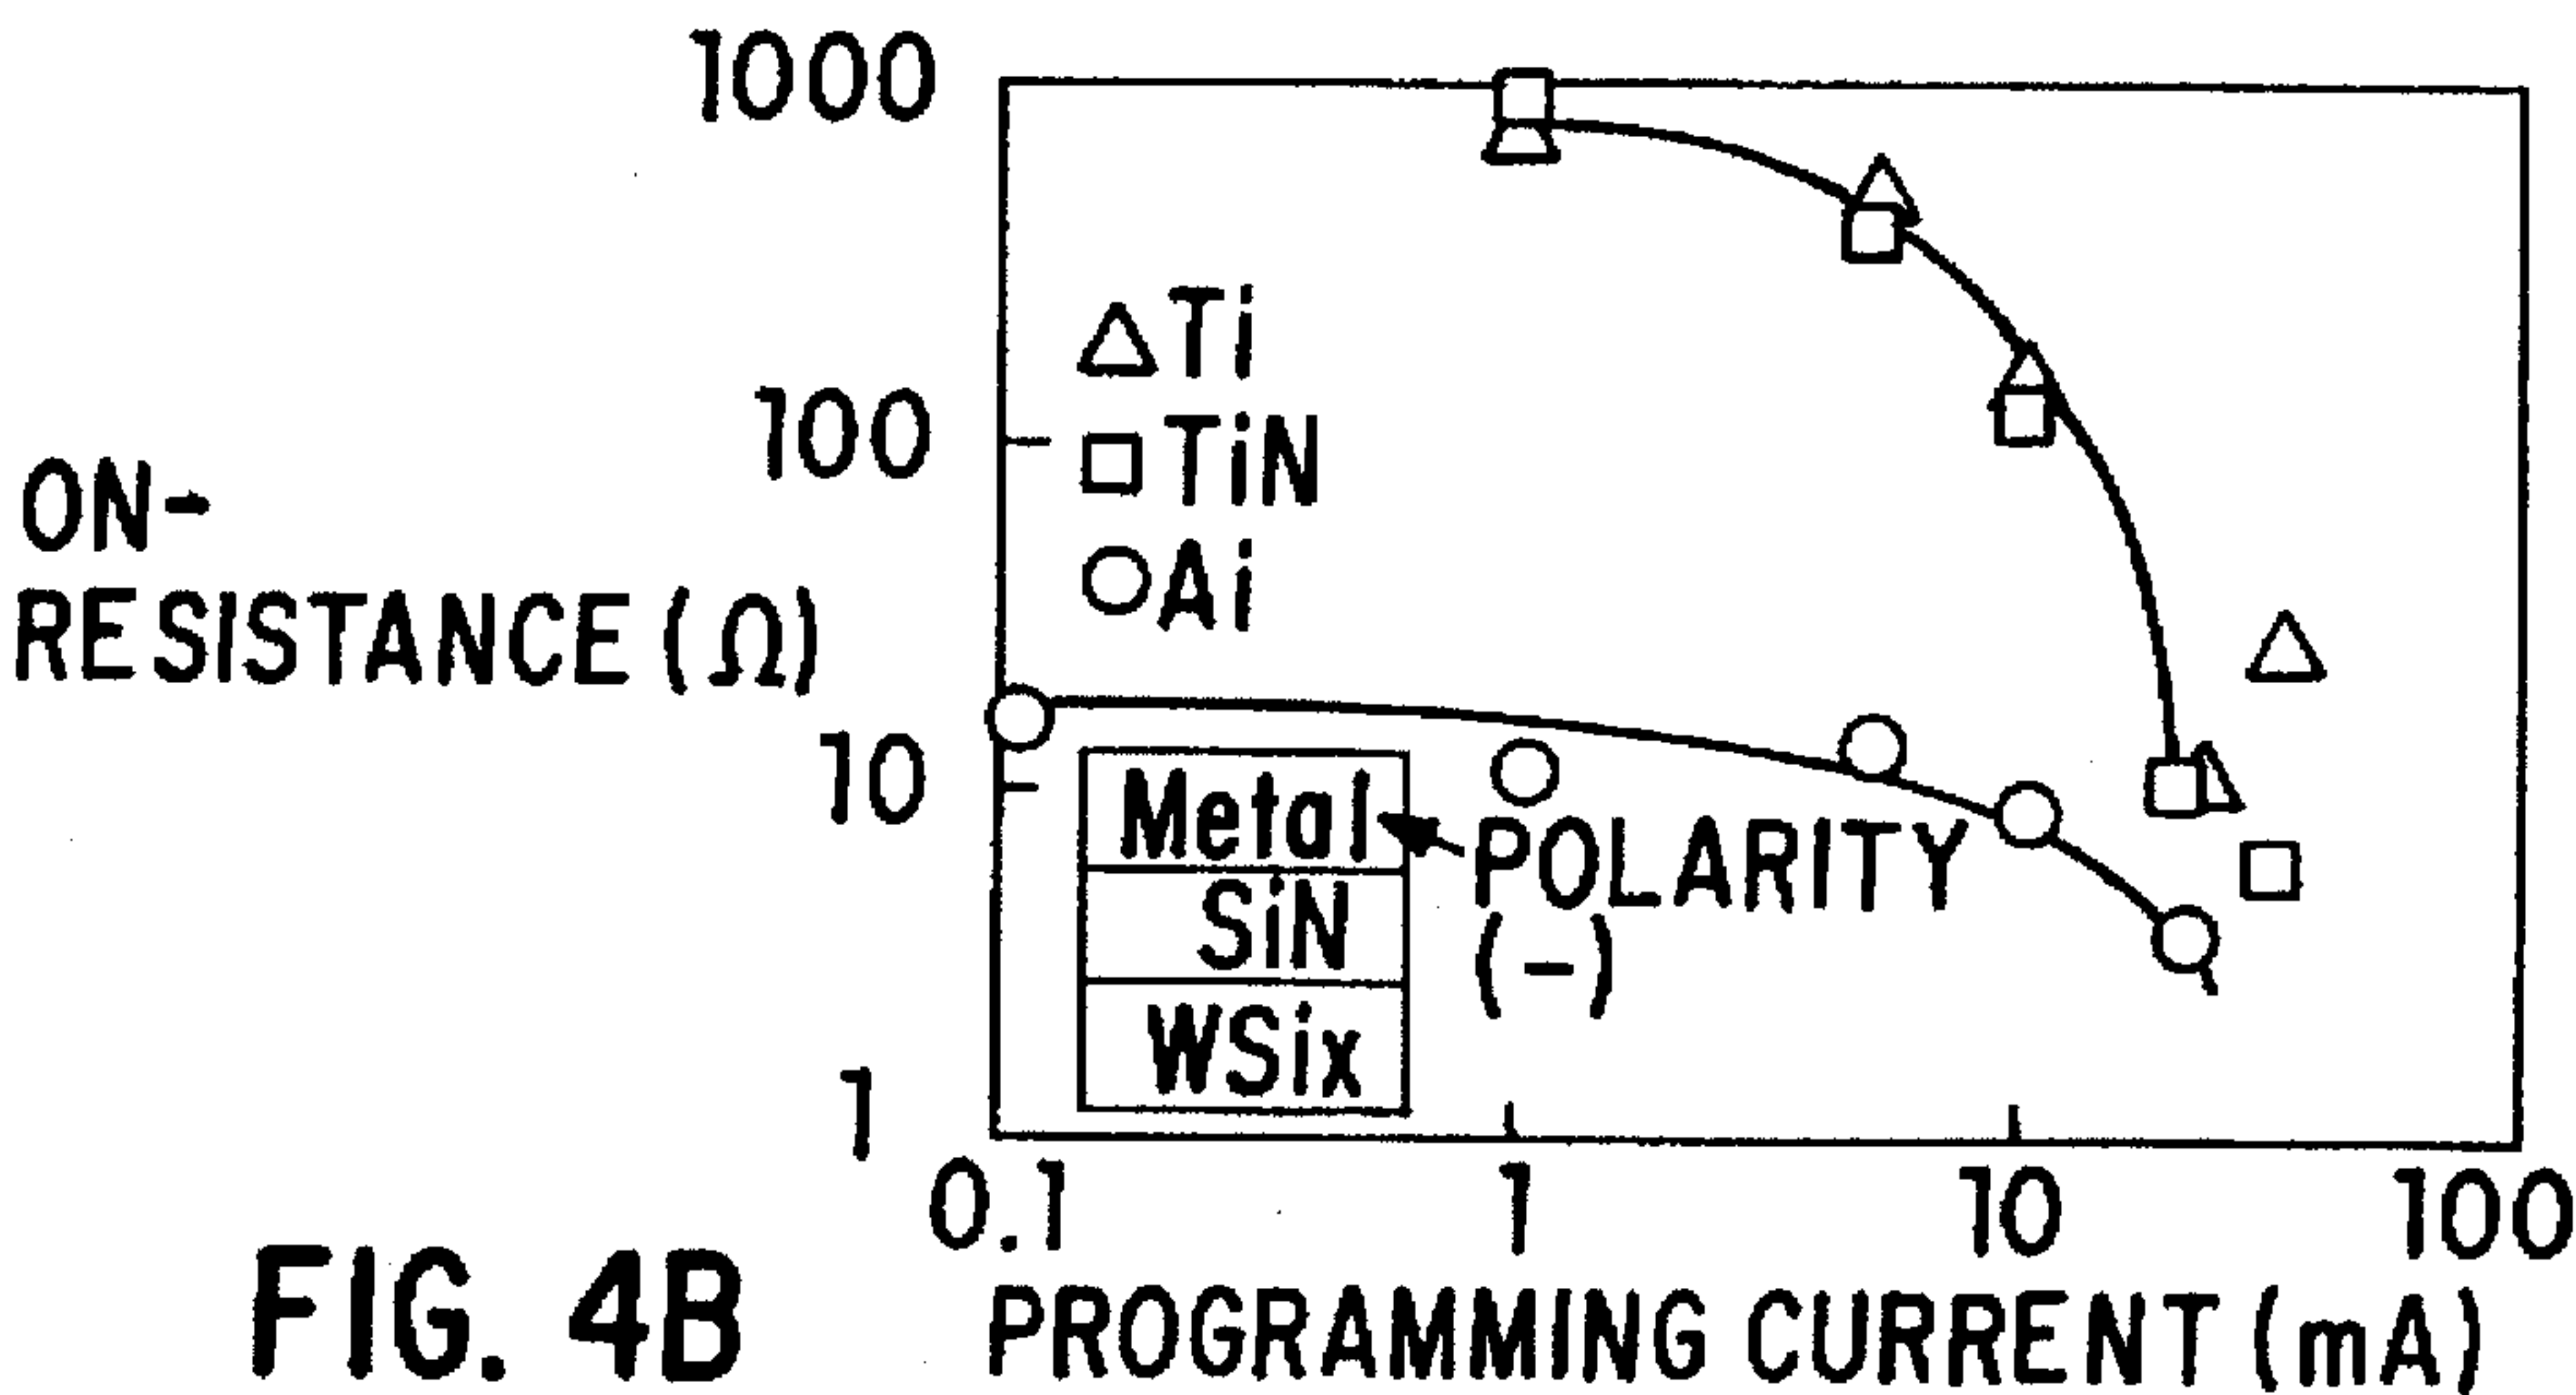 1000
100
10
1
ON-
RESISTANCE (Ω)
Ti
TiN
Ai
Metal
SiN
WSix
POLARITY
(-)
0.1 1 10 100
PROGRAMMING CURRENT (mA)
FIG. 4B